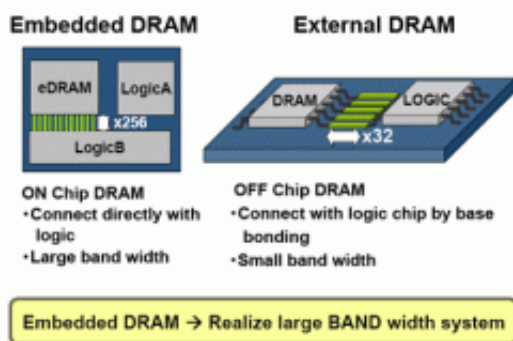 Embedded DRAM
eDRAM
LogicA
x256
LogicB
ON Chip DRAM
・Connect directly with
logic
・Large band width
External DRAM
DRAM
LOGIC
x32
OFF Chip DRAM
・Connect with logic chip by base
bonding
・Small band width
Embedded DRAM → Realize large BAND width system